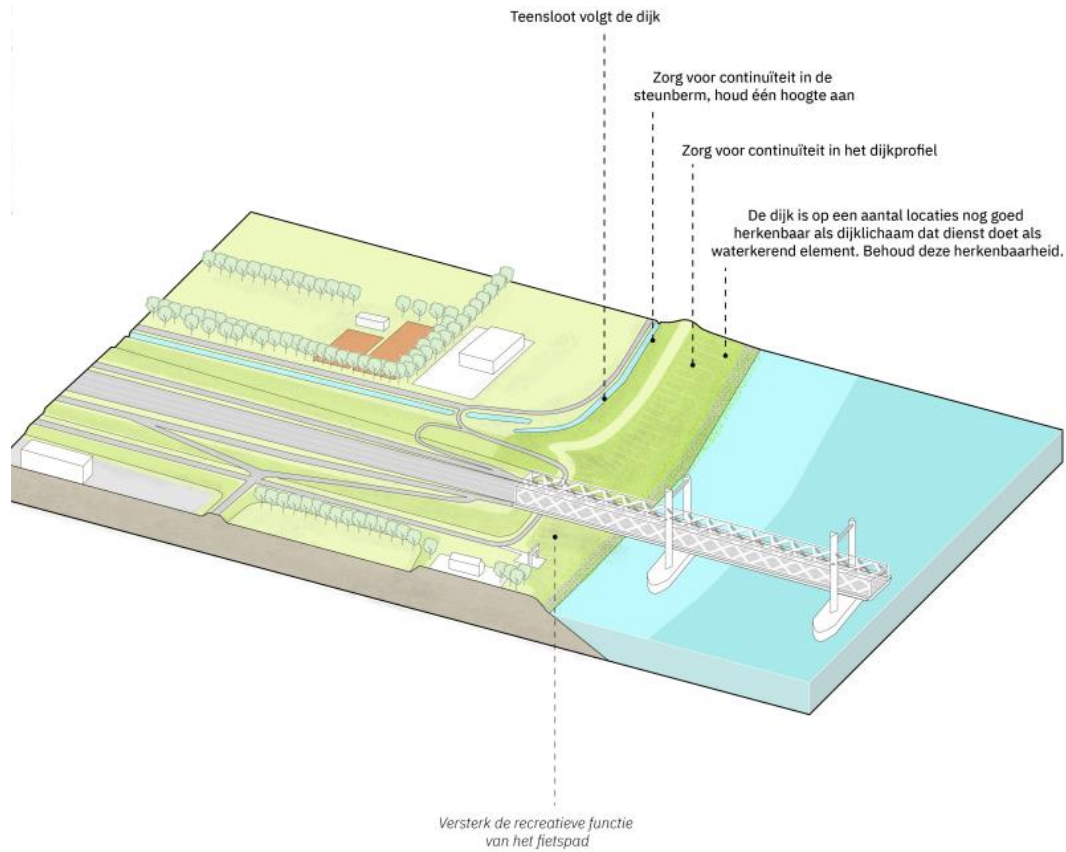 Teensloot volgt de dijk
Zorg voor continuïteit in de
steunberm, houd één hoogte aan
Zorg voor continuïteit in het dijkprofiel
De dijk is op een aantal locaties nog goed
herkenbaar als dijklichaam dat dienst doet als
waterkerend element. Behoud deze herkenbaarheid.
Versterk de recreatieve functie
van het fietspad